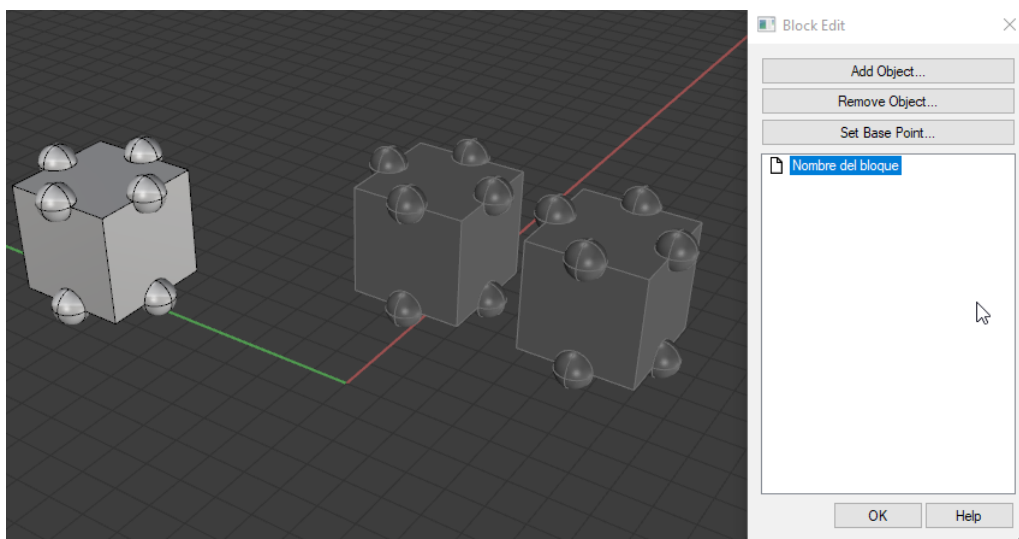 Block Edit
Add Object...
Remove Object...
Set Base Point...
Nombre del bloque
OK
Help